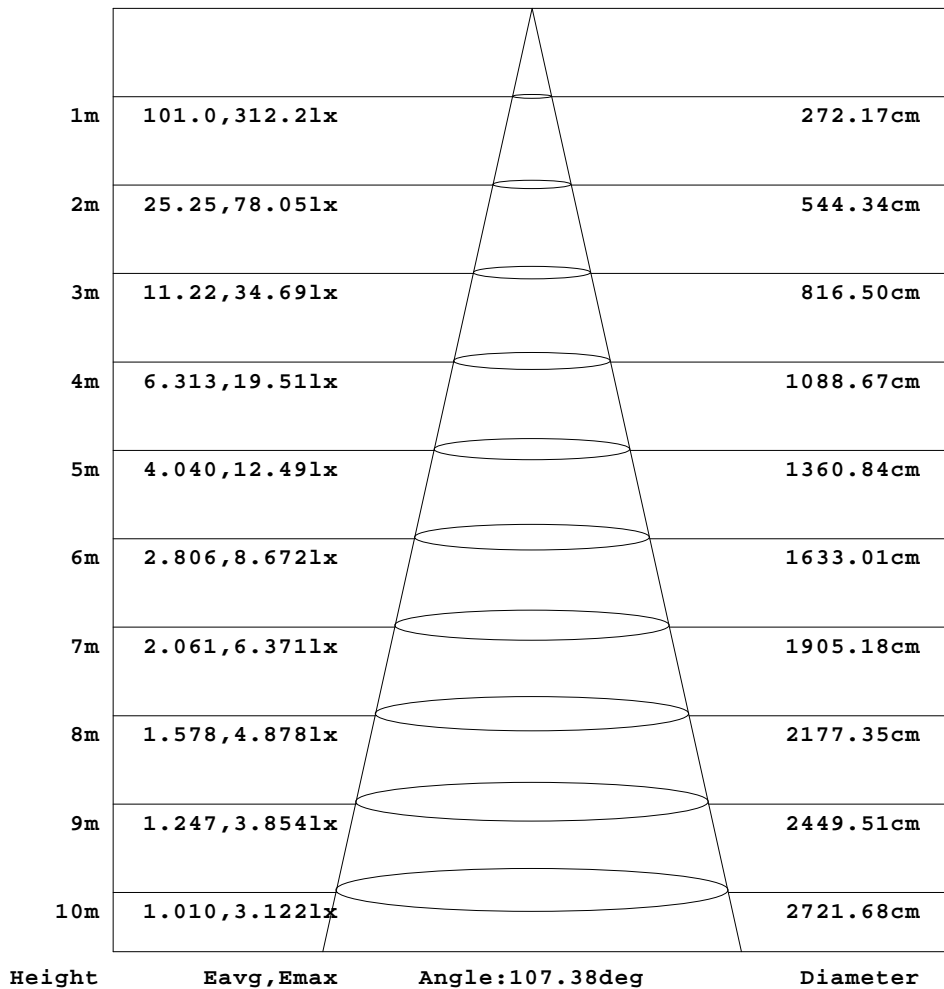 1m 101.0,312.2lx 272.17cm
2m 25.25,78.05lx 544.34cm
3m 11.22,34.69lx 816.50cm
4m 6.313,19.51lx 1088.67cm
5m 4.040,12.49lx 1360.84cm
6m 2.806,8.672lx 1633.01cm
7m 2.061,6.371lx 1905.18cm
8m 1.578,4.878lx 2177.35cm
9m 1.247,3.854lx 2449.51cm
10m 1.010,3.122lx 2721.68cm
Height Eavg,Emax Angle:107.38deg Diameter